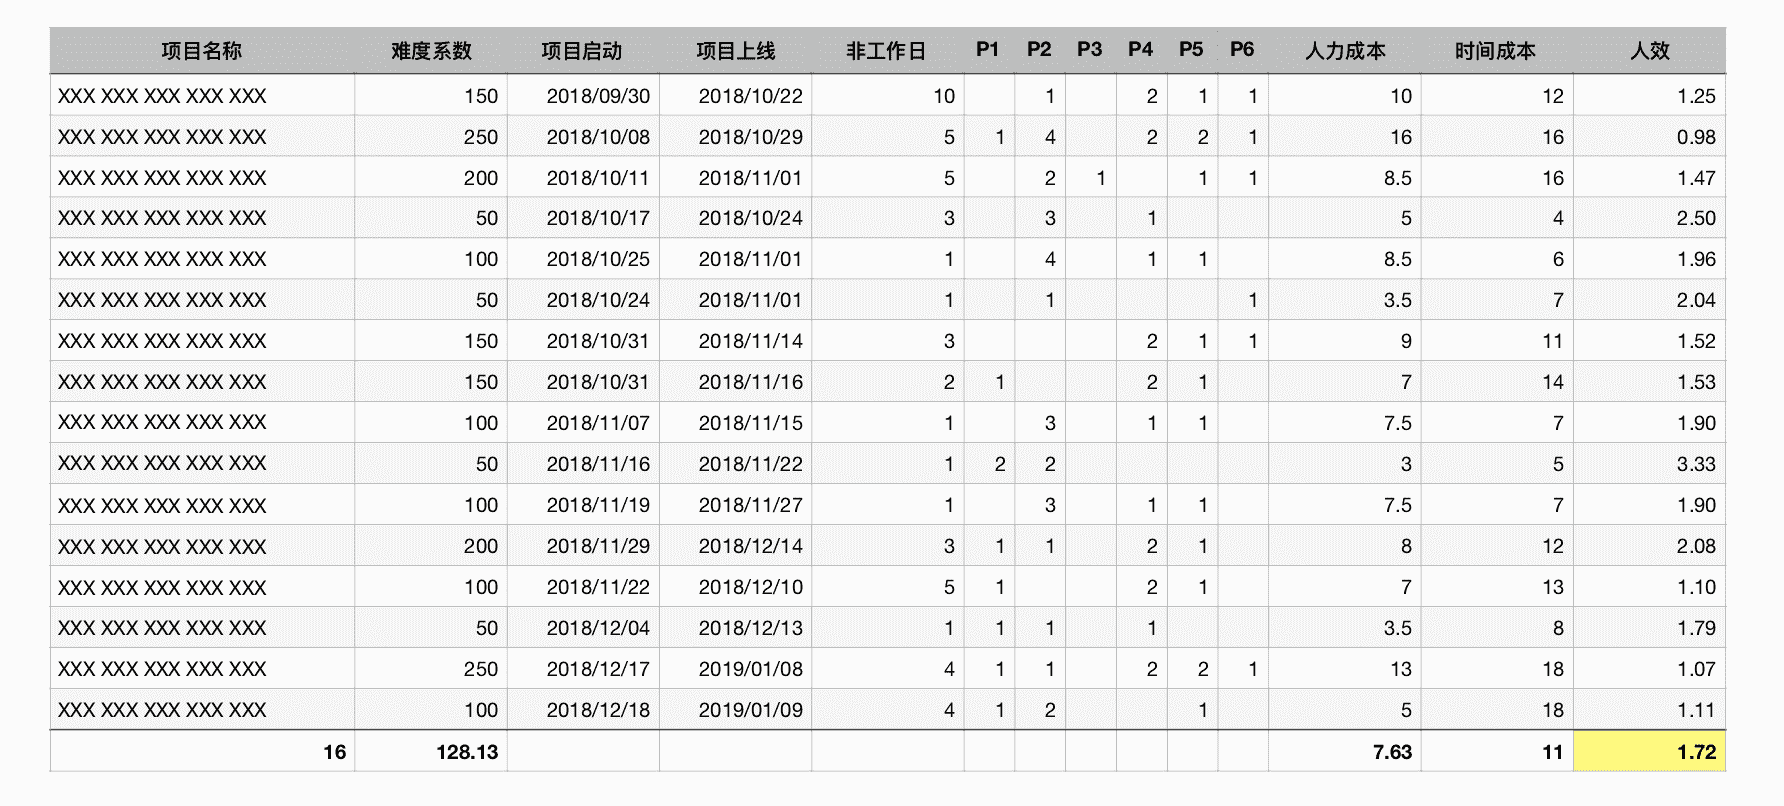 项目名称 难度系数 项目启动 项目上线 非工作日 P1 P2 P3 P4 P5 P6 人力成本 时间成本 人效
XXX XXX XXX XXX XXX 150 2018/09/30 2018/10/22 10 1 2 1 1 10 12 1.25
XXX XXX XXX XXX XXX 250 2018/10/08 2018/10/29 5 1 4 2 2 1 16 16 0.98
XXX XXX XXX XXX XXX 200 2018/10/11 2018/11/01 5 2 1 1 1 8.5 16 1.47
XXX XXX XXX XXX XXX 50 2018/10/17 2018/10/24 3 3 1 5 4 2.50
XXX XXX XXX XXX XXX 100 2018/10/25 2018/11/01 1 4 1 1 8.5 6 1.96
XXX XXX XXX XXX XXX 50 2018/10/24 2018/11/01 1 1 1 3.5 7 2.04
XXX XXX XXX XXX XXX 150 2018/10/31 2018/11/14 3 2 1 1 9 11 1.52
XXX XXX XXX XXX XXX 150 2018/10/31 2018/11/16 2 1 2 1 7 14 1.53
XXX XXX XXX XXX XXX 100 2018/11/07 2018/11/15 1 3 1 1 7.5 7 1.90
XXX XXX XXX XXX XXX 50 2018/11/16 2018/11/22 1 2 2 3 5 3.33
XXX XXX XXX XXX XXX 100 2018/11/19 2018/11/27 1 3 1 1 7.5 7 1.90
XXX XXX XXX XXX XXX 200 2018/11/29 2018/12/14 3 1 1 2 1 8 12 2.08
XXX XXX XXX XXX XXX 100 2018/11/22 2018/12/10 5 1 2 1 7 13 1.10
XXX XXX XXX XXX XXX 50 2018/12/04 2018/12/13 1 1 1 1 3.5 8 1.79
XXX XXX XXX XXX XXX 250 2018/12/17 2019/01/08 4 1 1 2 2 1 13 18 1.07
XXX XXX XXX XXX XXX 100 2018/12/18 2019/01/09 4 1 2 1 5 18 1.11
16 128.13 7.63 11 1.72